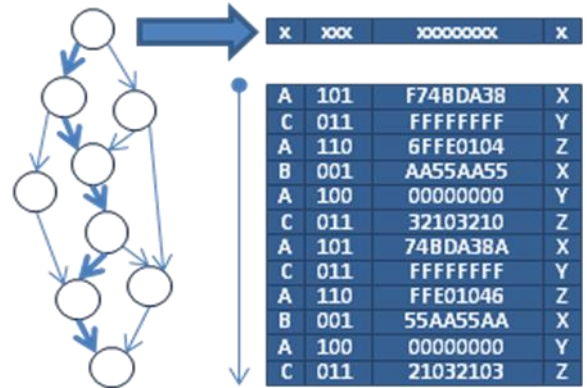 x xxx xxxxxxxx x
A 101 F74BDA38 X
C 011 FFFFFFFF Y
A 110 6FFE0104 Z
B 001 AA55AA55 X
A 100 00000000 Y
C 011 32103210 Z
A 101 74BDA38A X
C 011 FFFFFFFF Y
A 110 FFE01046 Z
B 001 55AA55AA X
A 100 00000000 Y
C 011 21032103 Z